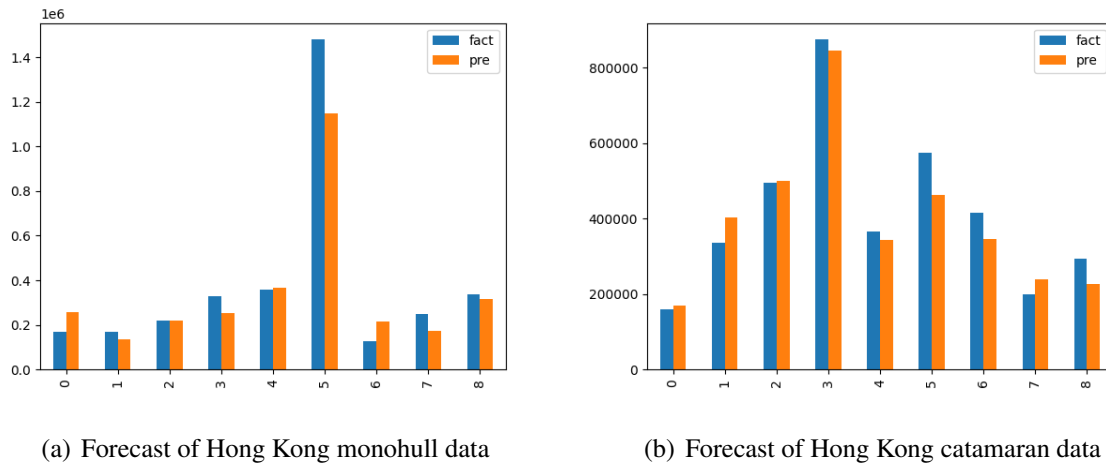 1e6
1.4
1.2
1.0
0.8
0.6
0.4
0.2
0.0
0 1 2 3 4 5 6 7 8
fact
pre
(a) Forecast of Hong Kong monohull data
800000
600000
400000
200000
0
0 1 2 3 4 5 6 7 8
fact
pre
(b) Forecast of Hong Kong catamaran data